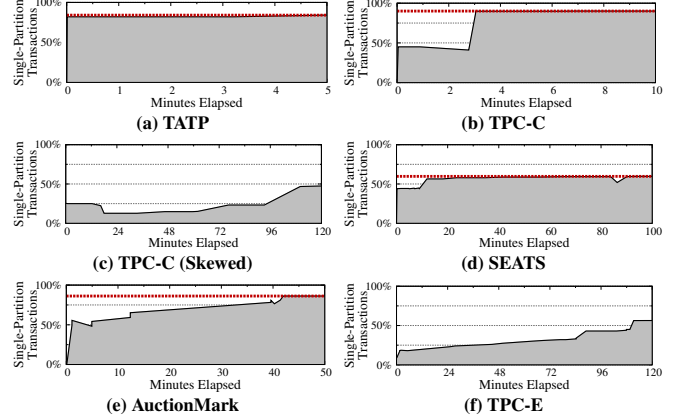 100%
50%
0%
Single-Partition
Transactions
0 1 2 3 4 5
Minutes Elapsed
(a) TATP
100%
50%
0%
Single-Partition
Transactions
0 2 4 6 8 10
Minutes Elapsed
(b) TPC-C
100%
50%
0%
Single-Partition
Transactions
0 24 48 72 96 120
Minutes Elapsed
(c) TPC-C (Skewed)
100%
50%
0%
Single-Partition
Transactions
0 20 40 60 80 100
Minutes Elapsed
(d) SEATS
100%
50%
0%
Single-Partition
Transactions
0 10 20 30 40 50
Minutes Elapsed
(e) AuctionMark
100%
50%
0%
Single-Partition
Transactions
0 24 48 72 96 120
Minutes Elapsed
(f) TPC-E